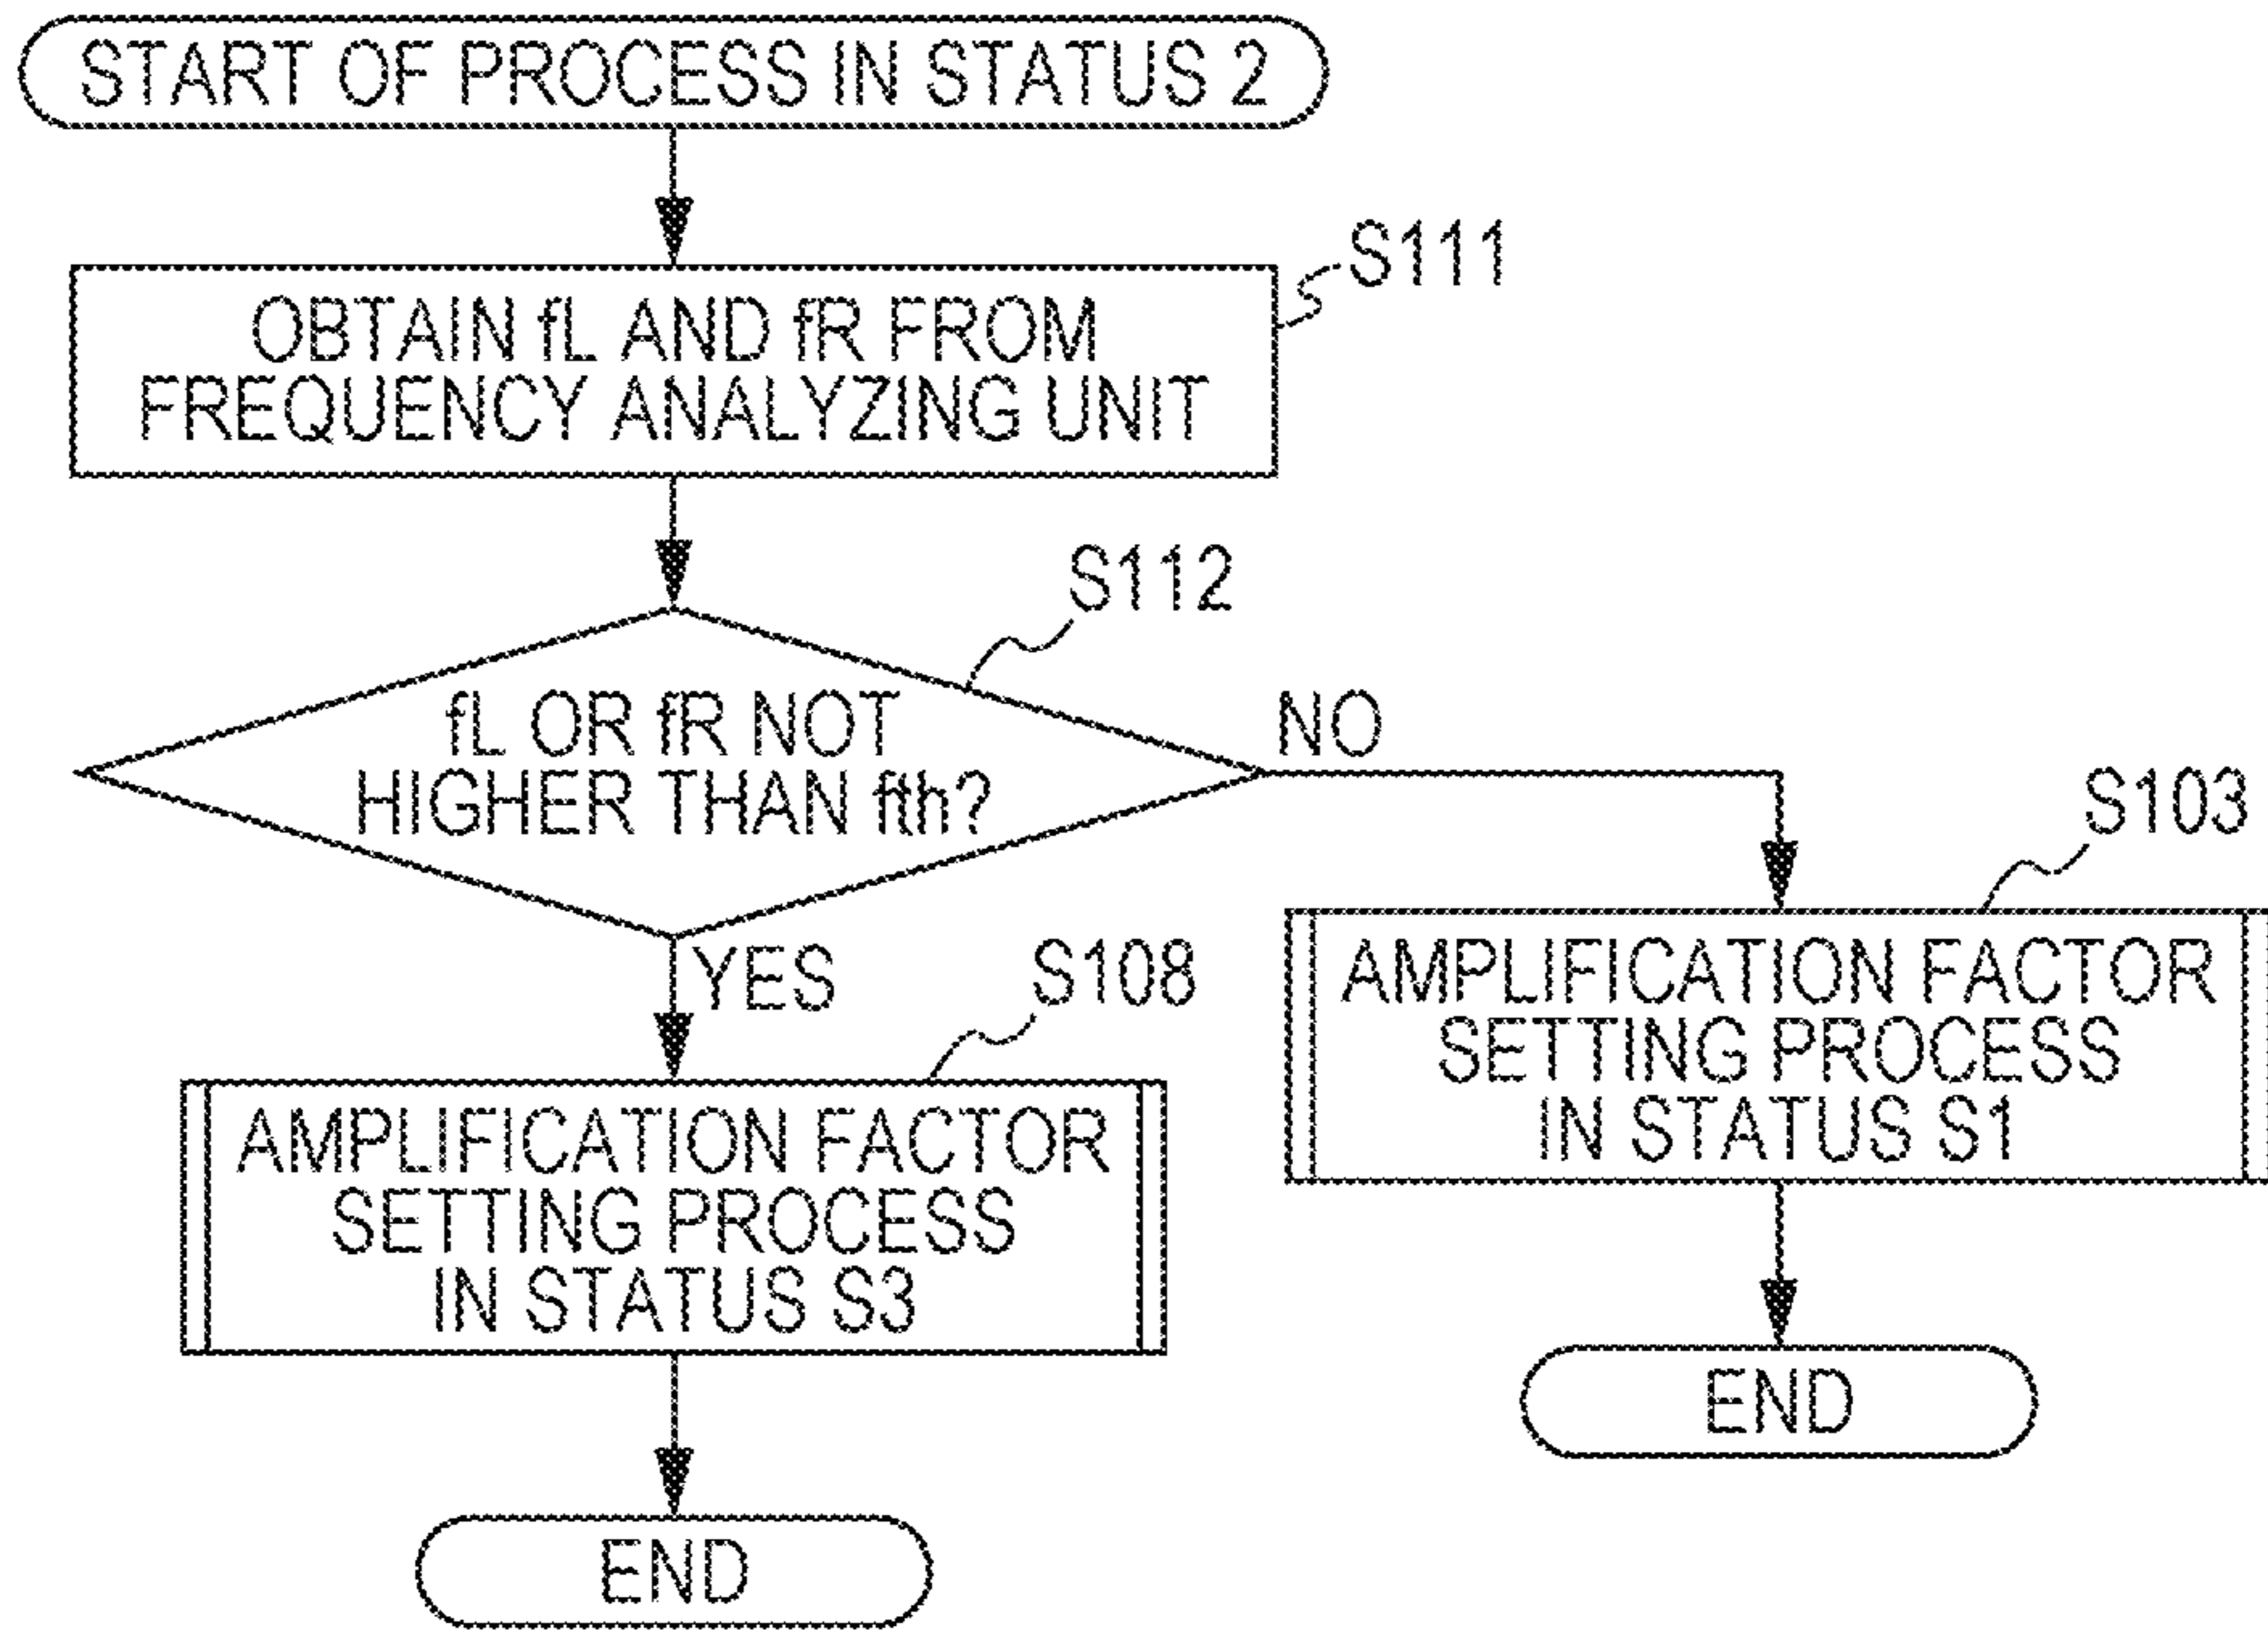 START OF PROCESS IN STATUS 2
S111
OBTAIN fL AND fR FROM
FREQUENCY ANALYZING UNIT
S112
fL OR fR NOT
HIGHER THAN fth?
NO
YES
S103
AMPLIFICATION FACTOR
SETTING PROCESS
IN STATUS S1
S108
AMPLIFICATION FACTOR
SETTING PROCESS
IN STATUS S3
END
END